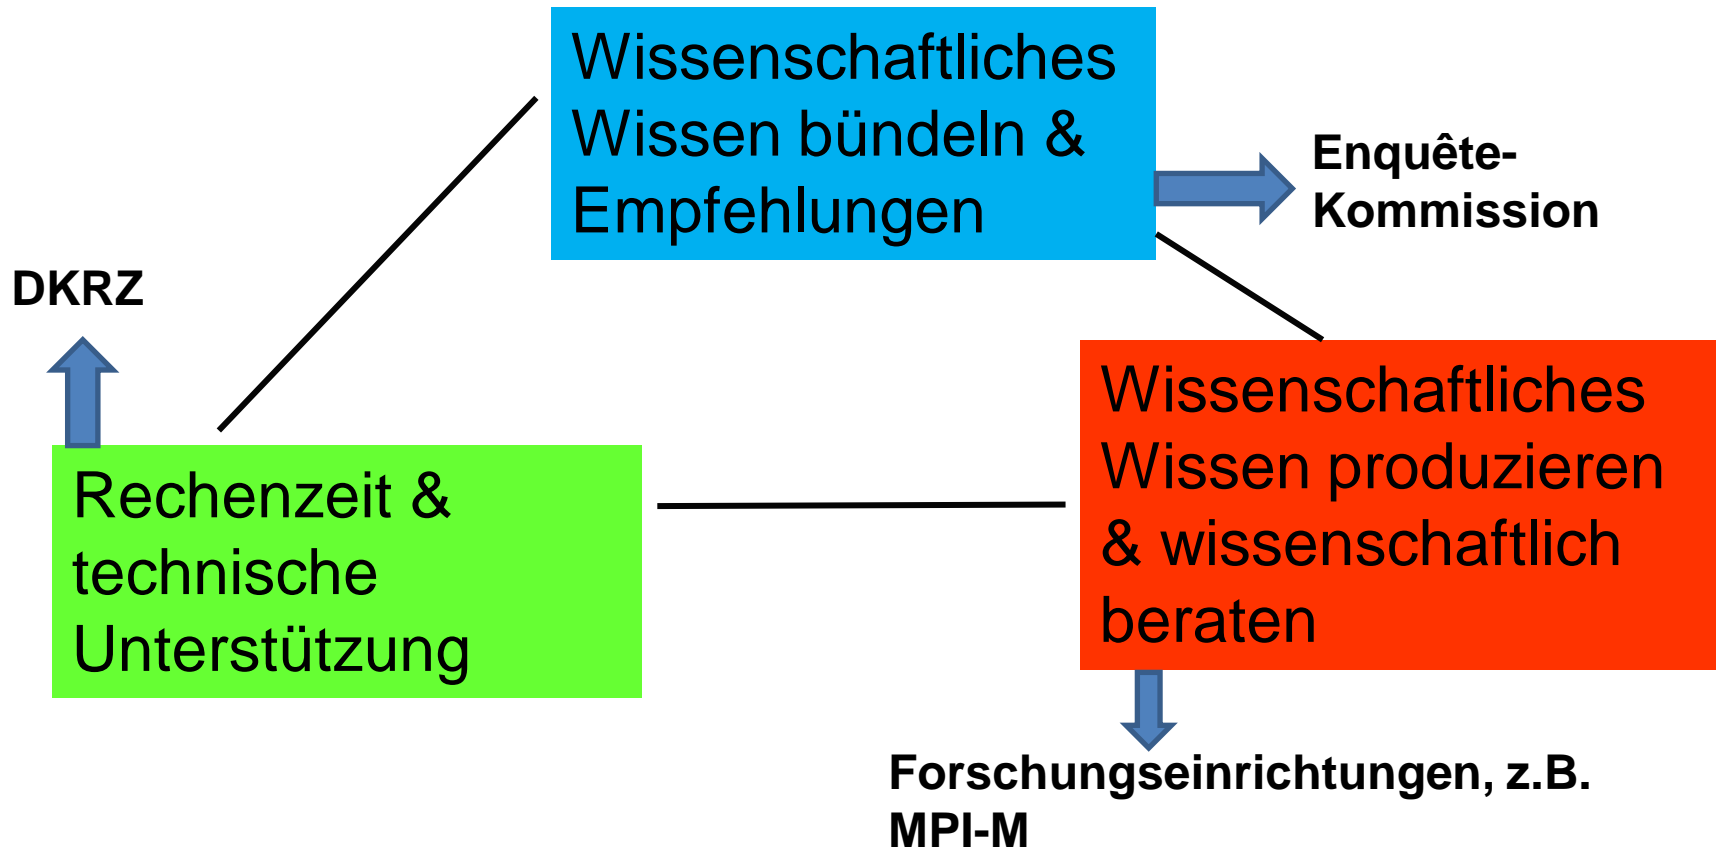 Wissenschaftliches
Wissen bündeln &
Empfehlungen
Enquête-
Kommission
DKRZ
Rechenzeit &
technische
Unterstützung
Wissenschaftliches
Wissen produzieren
& wissenschaftlich
beraten
Forschungseinrichtungen, z.B.
MPI-M